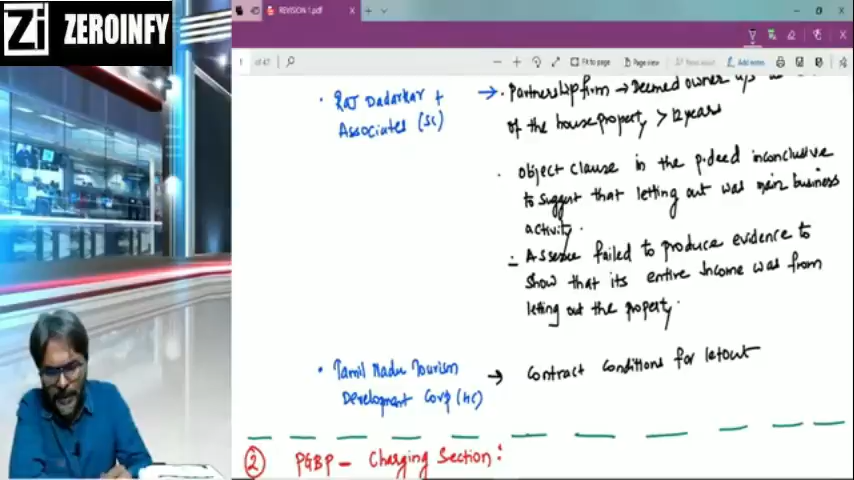 Zi ZEROINFY
REVISION 1.pdf
1 of 47
Fit to page
Page view
Add notes
• Raj Dadarkar + → • Partnership firm → Deemed owner u/s
Associates (SC)
of the house property > 12 years
• Object clause in the p.deed inconclusive
to suggest that letting out was main business
activity.
- Assessee failed to produce evidence to
show that its entire income was from
letting out the property.
• Tamil Nadu Tourism → Contract conditions for letout
Development Corp (HC)
② PGBP - Charging Section: